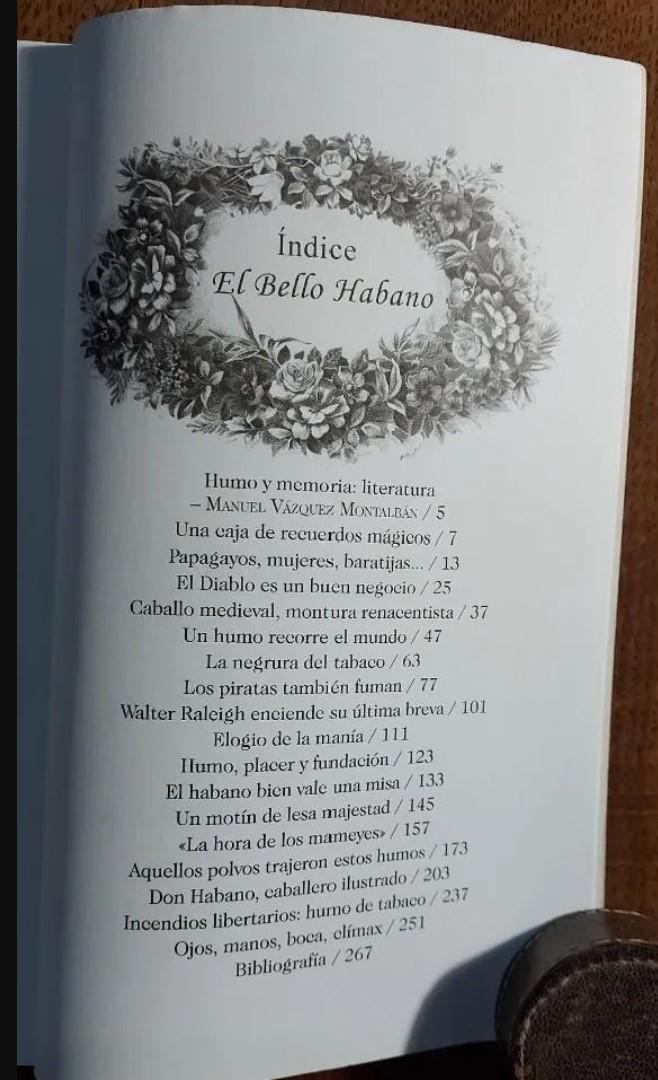 Índice
El Bello Habano
Humo y memoria: literatura
– MANUEL VÁZQUEZ MONTALBÁN / 5
Una caja de recuerdos mágicos / 7
Papagayos, mujeres, baratijas... / 13
El Diablo es un buen negocio / 25
Caballo medieval, montura renacentista / 37
Un humo recorre el mundo / 47
La negrura del tabaco / 63
Los piratas también fuman / 77
Walter Raleigh enciende su última breva / 101
Elogio de la manía / 111
Humo, placer y fundación / 123
El habano bien vale una misa / 133
Un motín de lesa majestad / 145
«La hora de los mameyes» / 157
Aquellos polvos trajeron estos humos / 173
Don Habano, caballero ilustrado / 203
Incendios libertarios: humo de tabaco / 237
Ojos, manos, boca, clímax / 251
Bibliografía / 267